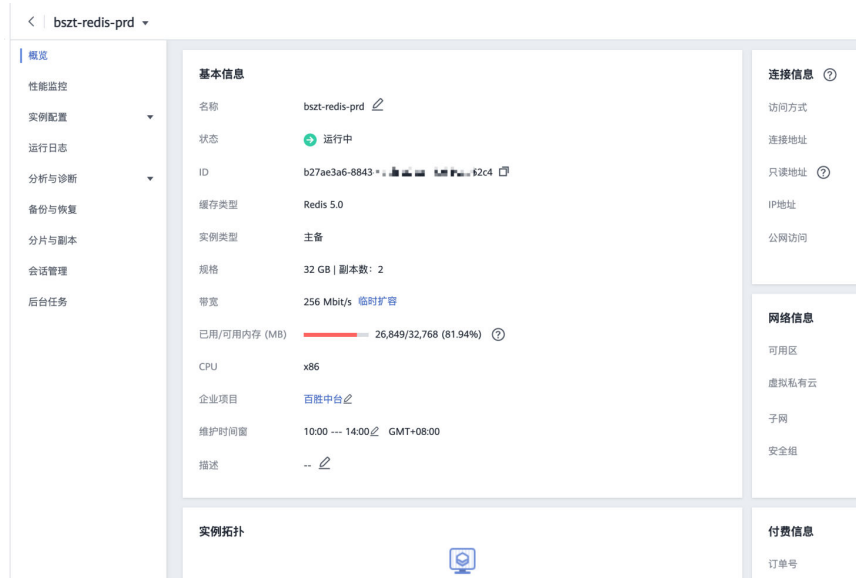 bszt-redis-prd
概览
性能监控
实例配置
运行日志
分析与诊断
备份与恢复
分片与副本
会话管理
后台任务
基本信息
名称 bszt-redis-prd
状态 运行中
ID b27ae3a6-8843- 52c4
缓存类型 Redis 5.0
实例类型 主备
规格 32 GB | 副本数：2
带宽 256 Mbit/s 临时扩容
已用/可用内存 (MB) 26,849/32,768 (81.94%)
CPU x86
企业项目 百胜中台
维护时间窗 10:00 --- 14:00 GMT+08:00
描述 --
实例拓扑
连接信息
访问方式
连接地址
只读地址
IP地址
公网访问
网络信息
可用区
虚拟私有云
子网
安全组
付费信息
订单号